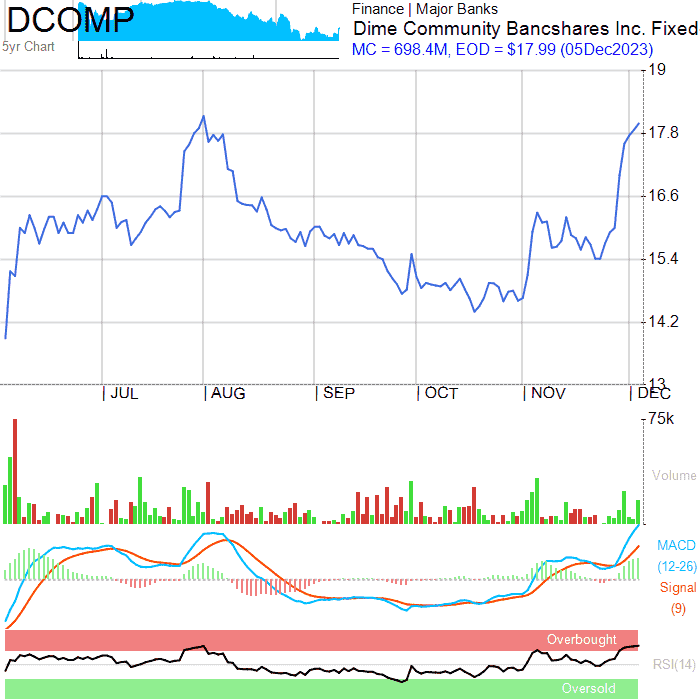 DCOMP
5yr Chart
Finance | Major Banks
Dime Community Bancshares Inc. Fixed
MC = 698.4M, EOD = $17.99 (05Dec2023)
19
17.8
16.6
15.4
14.2
13
| JUL | AUG | SEP | OCT | NOV | DEC
75k
Volume
MACD
(12-26)
Signal
(9)
Overbought
RSI(14)
Oversold